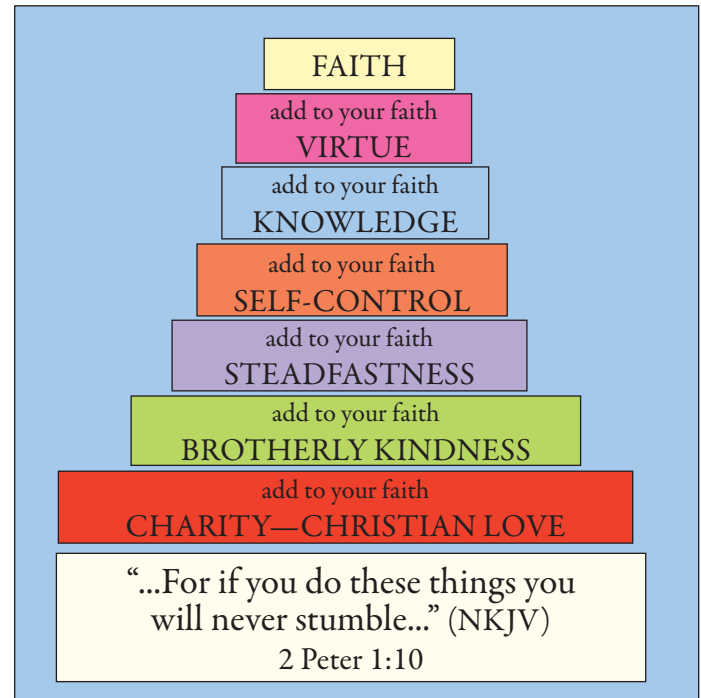 FAITH
add to your faith
VIRTUE
add to your faith
KNOWLEDGE
add to your faith
SELF-CONTROL
add to your faith
STEADFASTNESS
add to your faith
BROTHERLY KINDNESS
add to your faith
CHARITY—CHRISTIAN LOVE
“...For if you do these things you
will never stumble...” (NKJV)
2 Peter 1:10